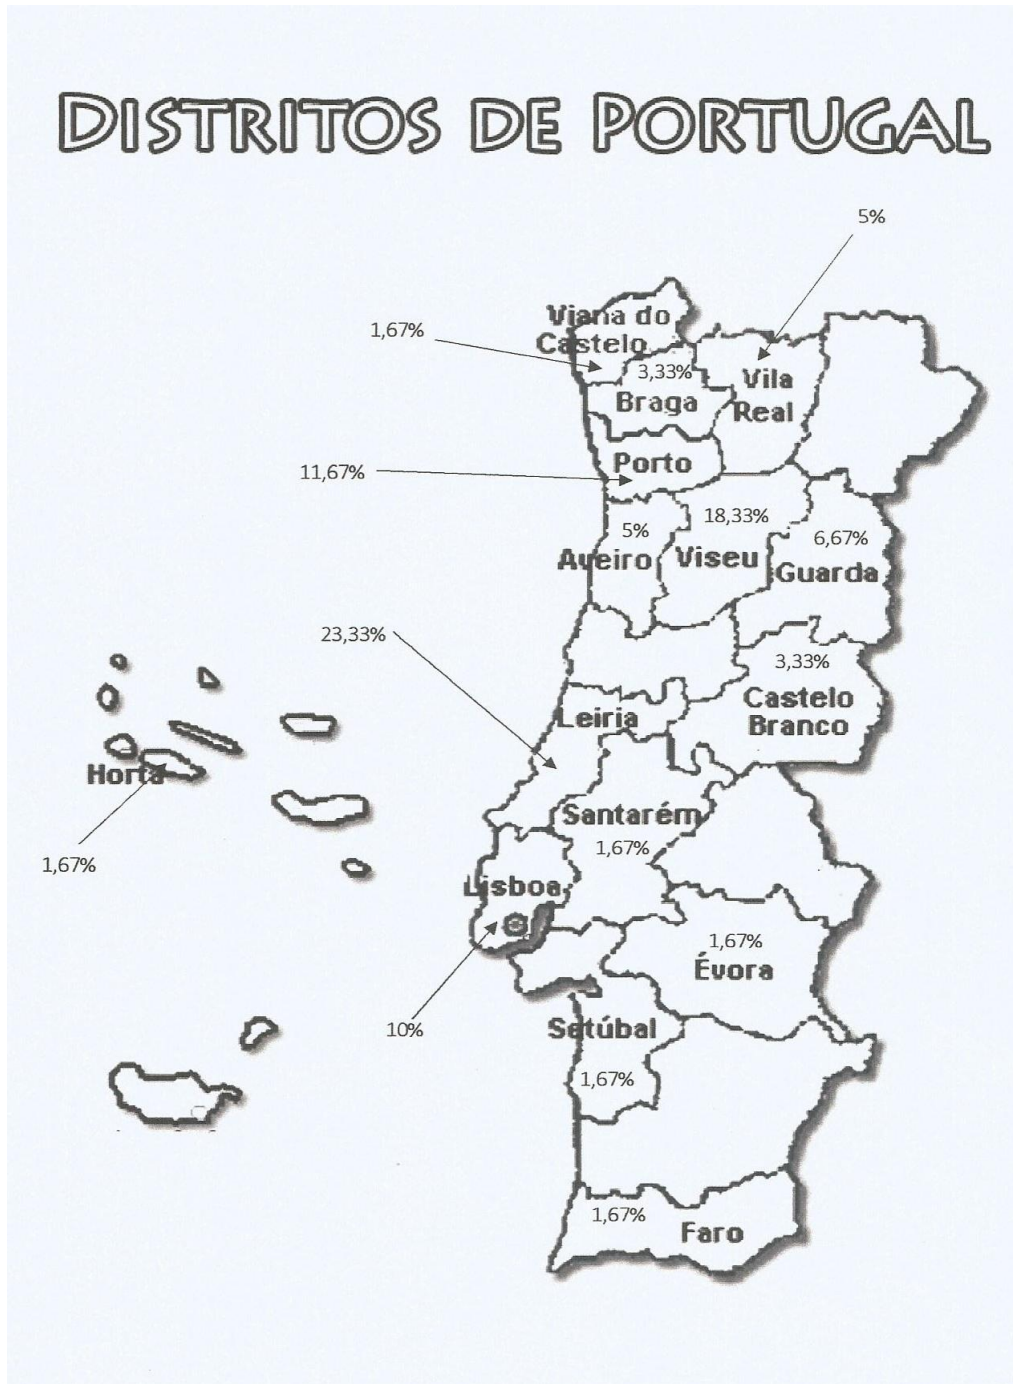 DISTRITOS DE PORTUGAL
5%
Viana do
Castelo
1,67%
3,33%
Braga
Vila
Real
Porto
11,67%
18,33%
5%
6,67%
Aveiro
Viseu
Guarda
23,33%
3,33%
Castelo
Branco
Leiria
Horta
1,67%
Santarém
1,67%
Lisboa
10%
1,67%
Évora
Setúbal
1,67%
1,67%
Faro